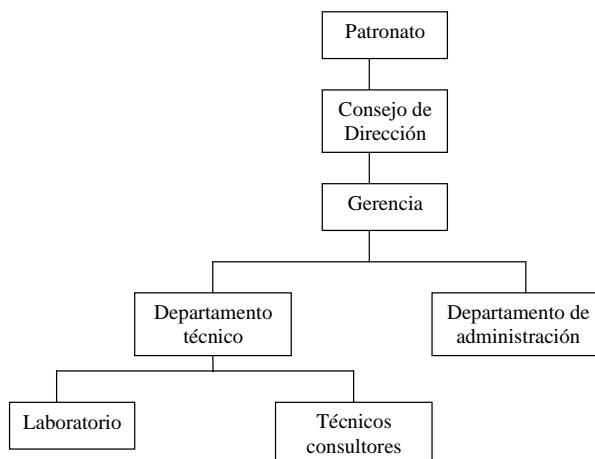 Patronato
Consejo de
Dirección
Gerencia
Departamento
técnico
Departamento de
administración
Laboratorio
Técnicos
consultores